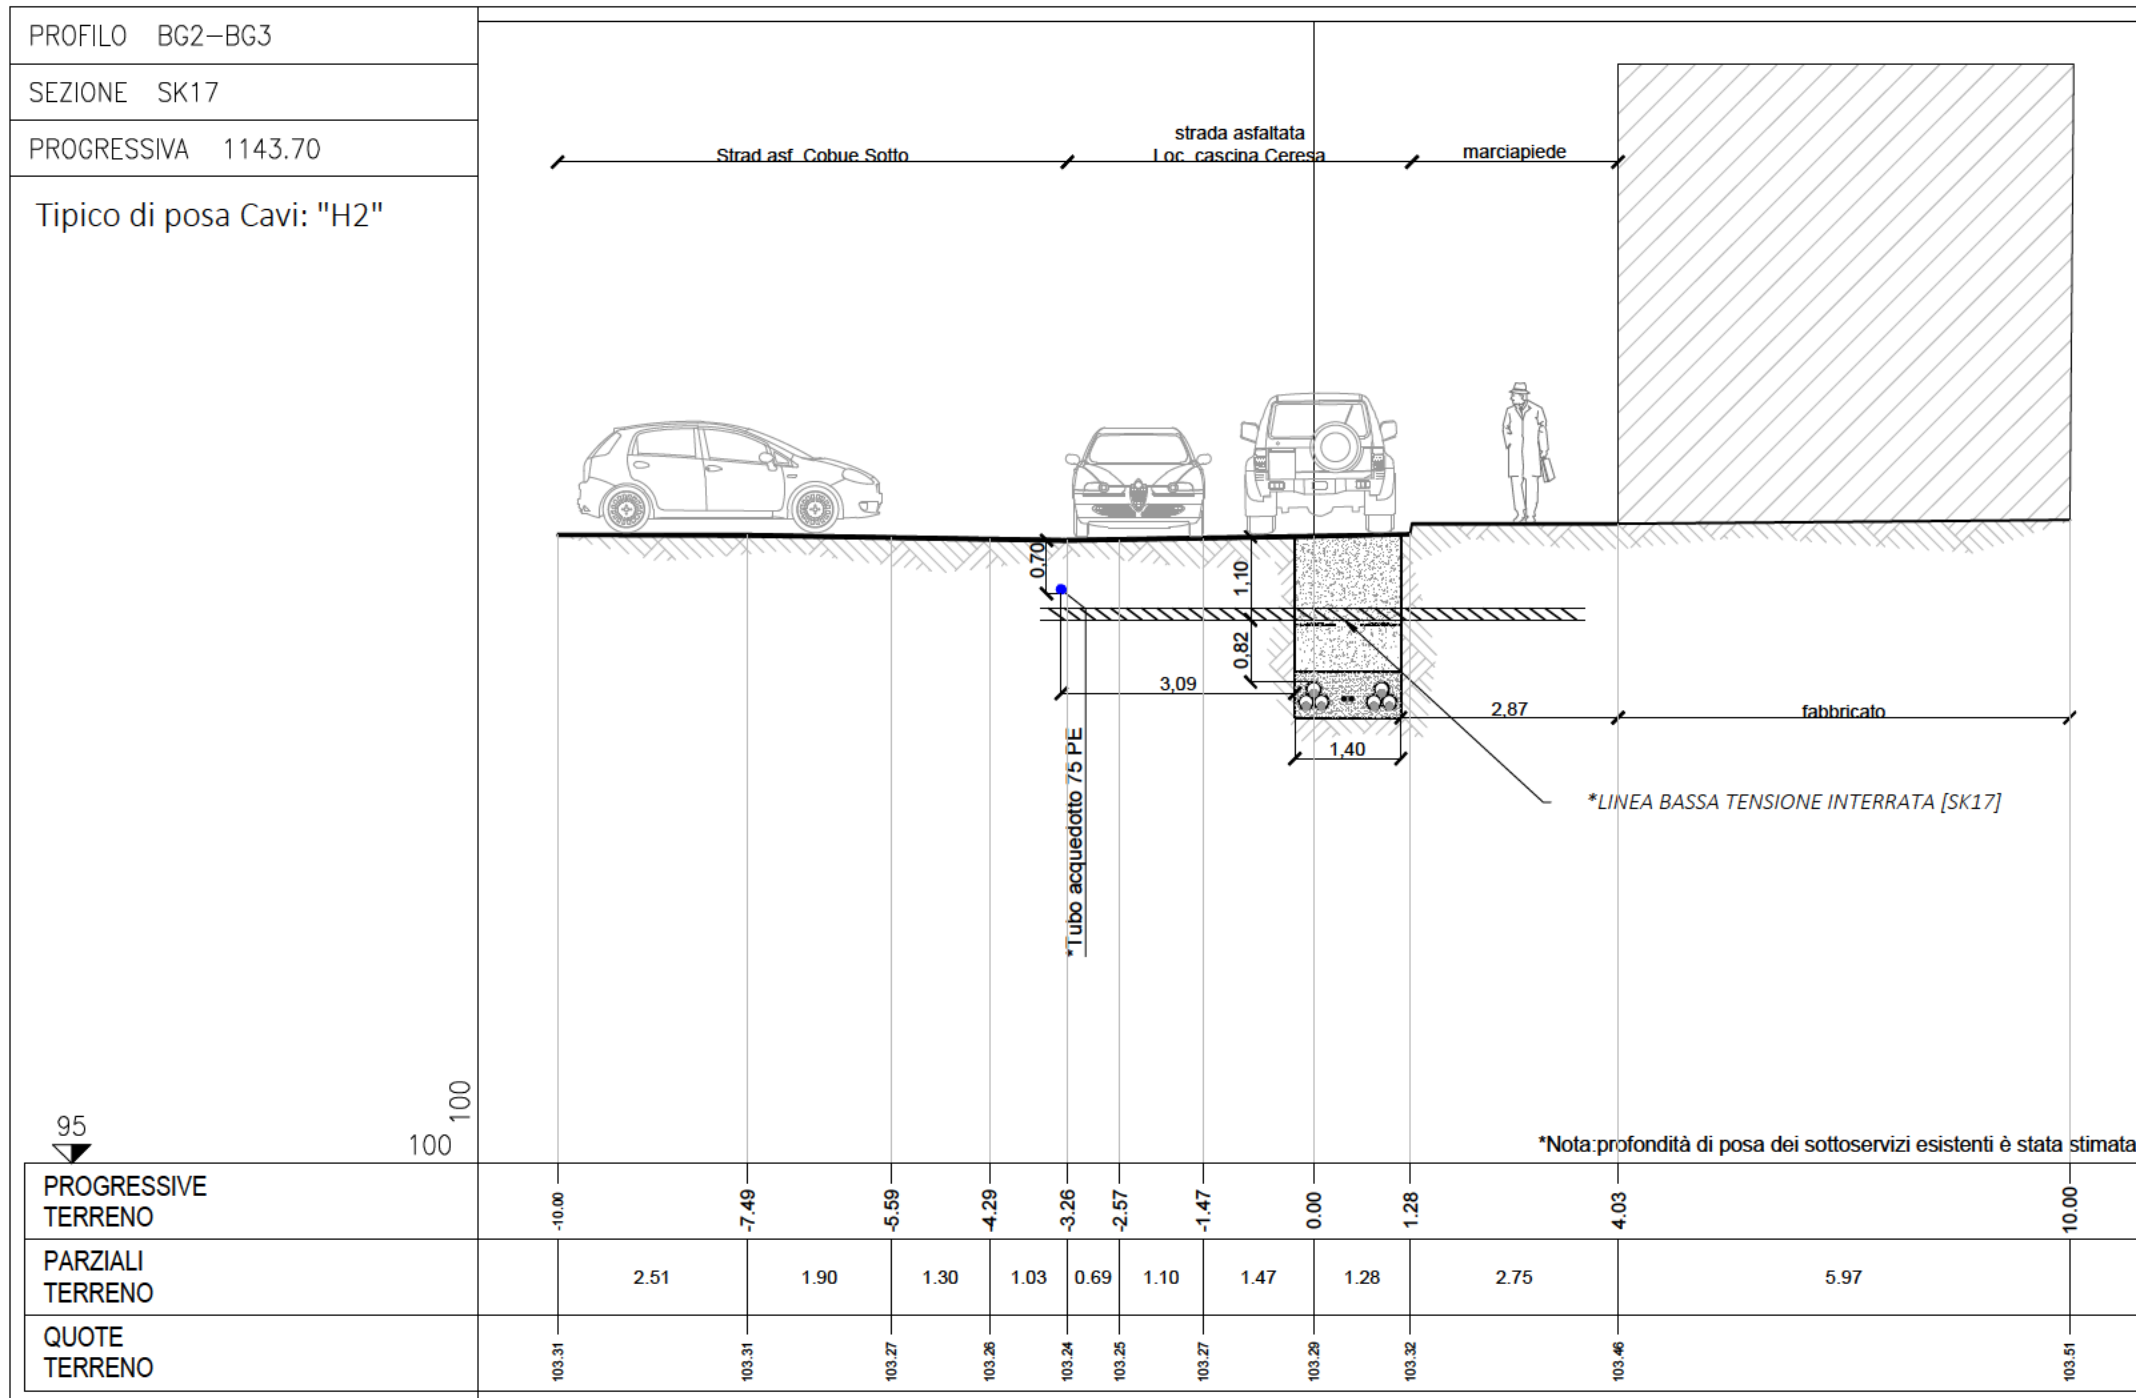 PROFILO BG2-BG3
SEZIONE SK17
PROGRESSIVA 1143.70
Tipico di posa Cavi: "H2"
Strad asf. Cobue Sotto
strada asfaltata
Loc. cascina Ceresa
marciapiede
0,70
1,10
0,82
3,09
2,87
fabbricato
1,40
*Tubo acquedotto 75 PE
*LINEA BASSA TENSIONE INTERRATA [SK17]
95
100
100
*Nota:profondità di posa dei sottoservizi esistenti è stata stimata
PROGRESSIVE
TERRENO
-10.00 -7.49 -5.59 -4.29 -3.26 -2.57 -1.47 0.00 1.28 4.03 10.00
PARZIALI
TERRENO
2.51 1.90 1.30 1.03 0.69 1.10 1.47 1.28 2.75 5.97
QUOTE
TERRENO
103.31 103.31 103.27 103.26 103.24 103.25 103.27 103.29 103.32 103.46 103.51